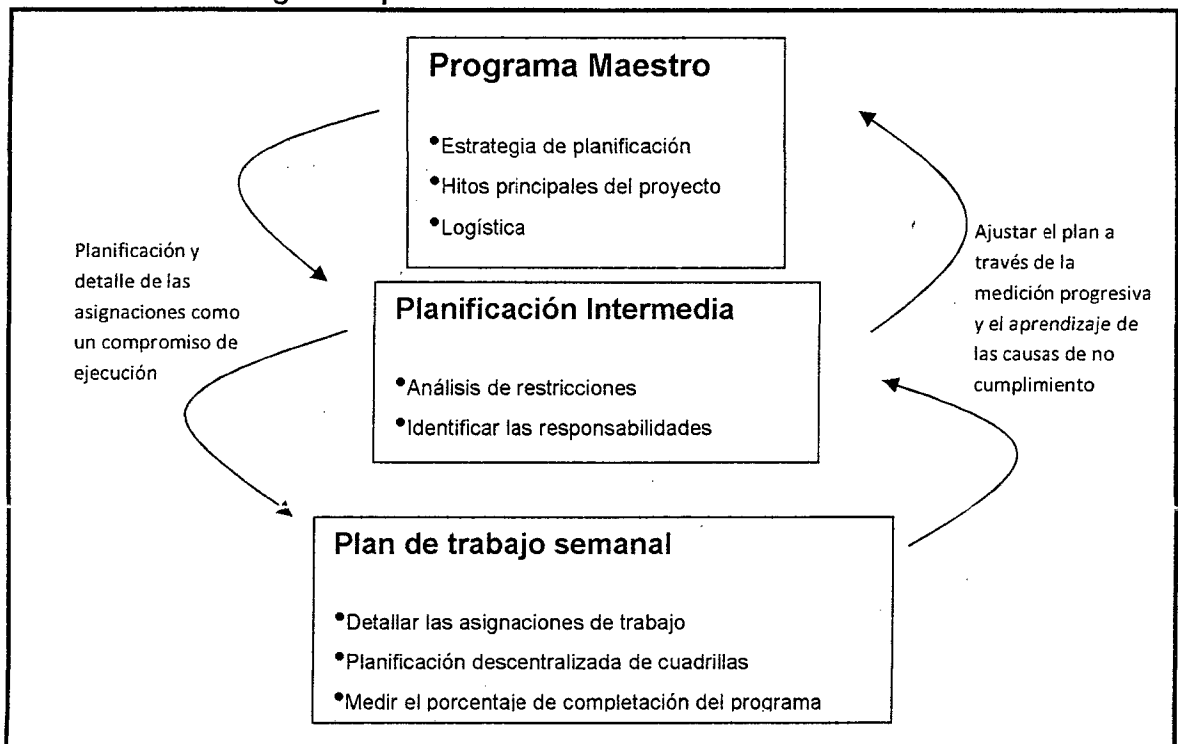 Programa Maestro
•Estrategia de planificación
•Hitos principales del proyecto
•Logística
Planificación y
detalle de las
asignaciones como
un compromiso de
ejecución
Ajustar el plan a
través de la
medición progresiva
y el aprendizaje de
las causas de no
cumplimiento
Planificación Intermedia
•Análisis de restricciones
•Identificar las responsabilidades
Plan de trabajo semanal
•Detallar las asignaciones de trabajo
•Planificación descentralizada de cuadrillas
•Medir el porcentaje de completación del programa